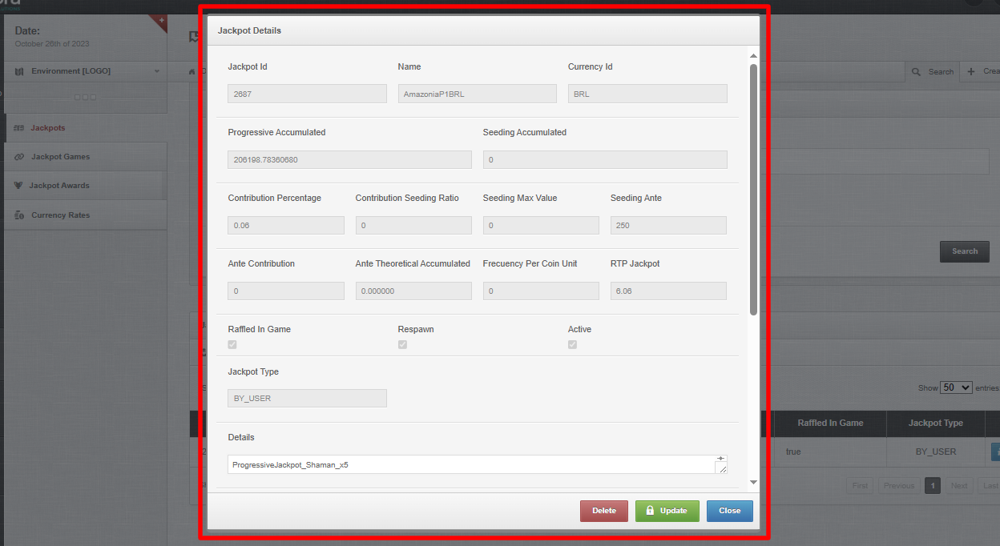 Date:
October 26th of 2023
Environment [LOGO]
Jackpots
Jackpot Games
Jackpot Awards
Currency Rates
Jackpot Details
Jackpot Id Name Currency Id
2687 AmazoniaP1BRL BRL
Progressive Accumulated Seeding Accumulated
206198.78360680 0
Contribution Percentage Contribution Seeding Ratio Seeding Max Value Seeding Ante
0.06 0 0 250
Ante Contribution Ante Theoretical Accumulated Frecuency Per Coin Unit RTP Jackpot
0 0.000000 0 6.06
Raffled In Game Respawn Active
Jackpot Type
BY_USER
Details
ProgressiveJackpot_Shaman_x5
Delete Update Close
Search
Search
Show 50 entries
Raffled In Game Jackpot Type
true BY_USER
First Previous 1 Next Last